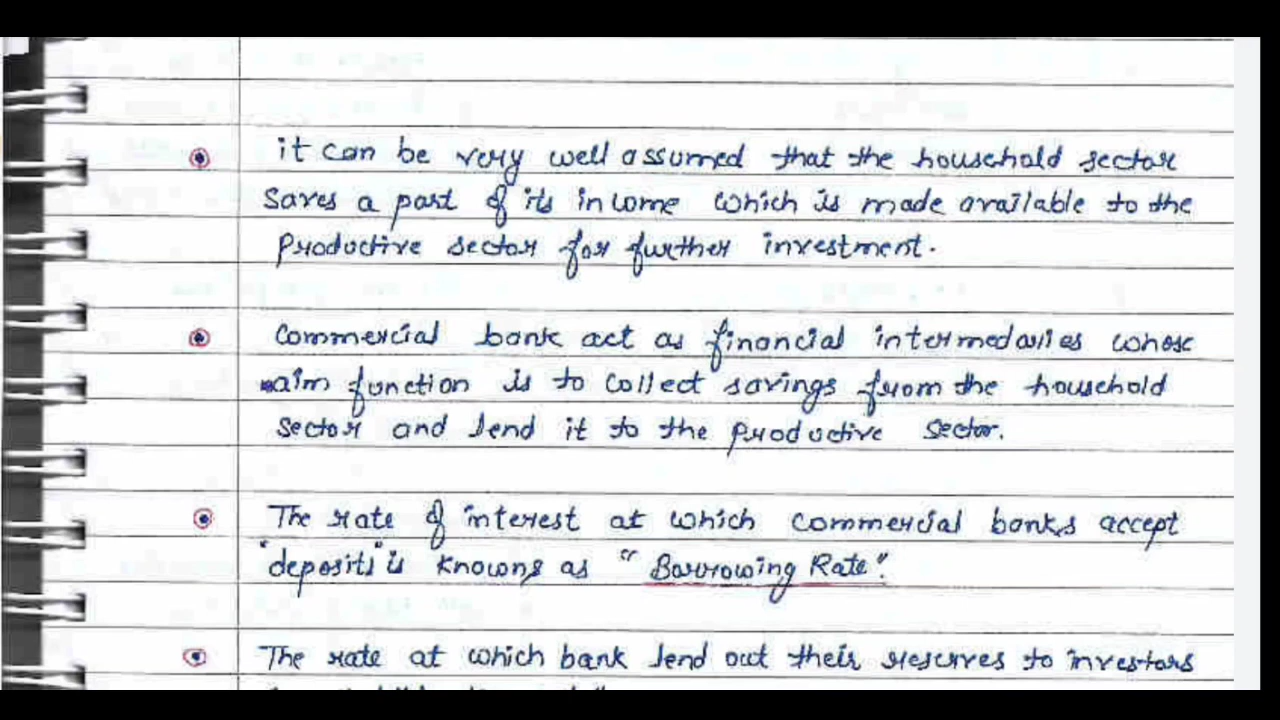 it can be very well assumed that the household sector
Saves a part of its income which is made available to the
productive sector for further investment.
Commercial bank act as financial intermedaries whose
aim function is to collect savings from the household
sector and lend it to the productive sector.
The rate of interest at which commercial banks accept
"deposits" is knowns as "Borrowing Rate".
The rate at which bank lend out their reserves to investors